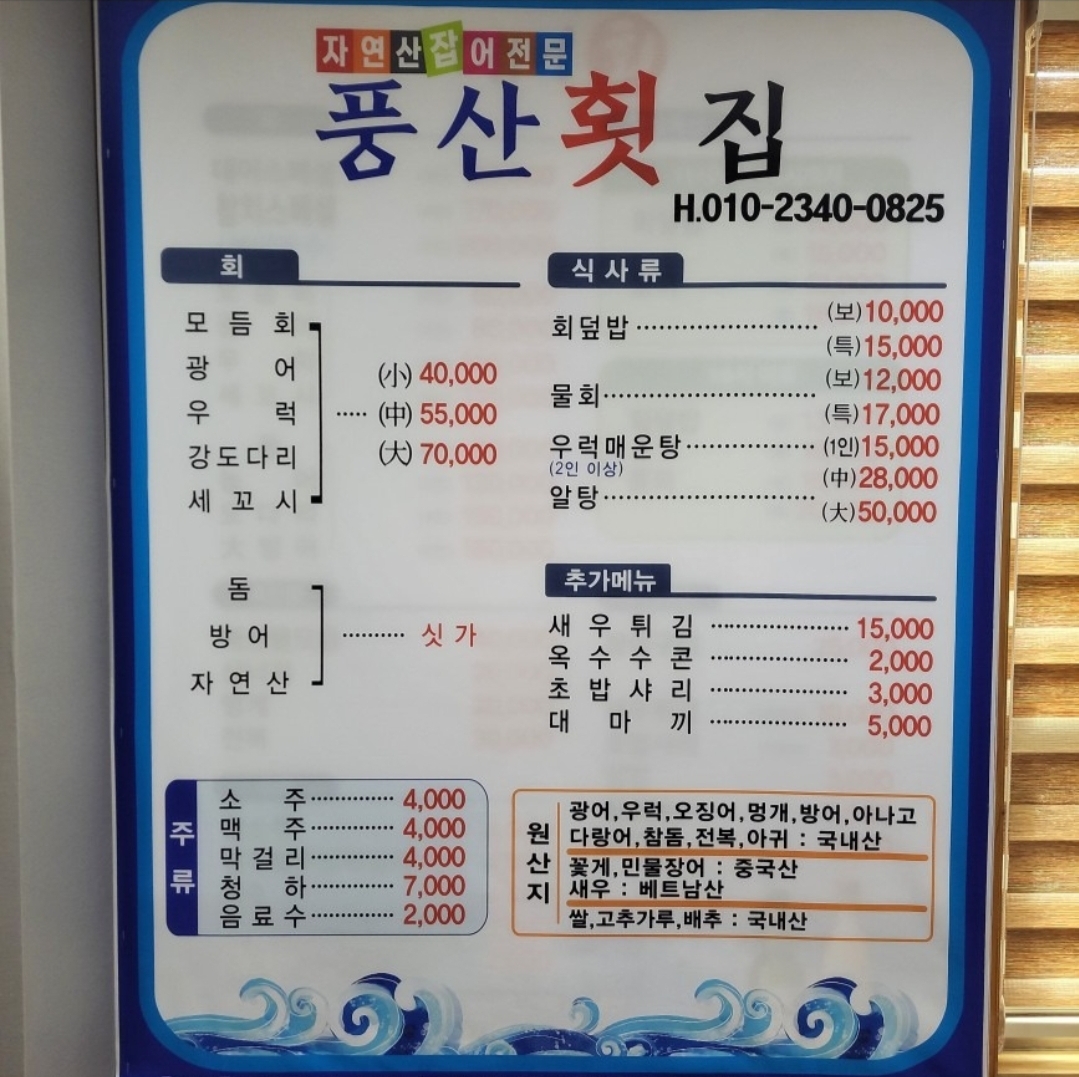 자연산잡어전문
풍산횟집
H.010-2340-0825
회
모듬회
광어
우럭
강도다리
세꼬시
(小) 40,000
(中) 55,000
(大) 70,000
돔
방어
자연산
싯가
식사류
회덮밥 (보)10,000
(특)15,000
물회 (보)12,000
(특)17,000
우럭매운탕 (1인)15,000
(2인 이상) (中)28,000
알탕 (大)50,000
추가메뉴
새우튀김 15,000
옥수수콘 2,000
초밥샤리 3,000
대마끼 5,000
주류
소주 4,000
맥주 4,000
막걸리 4,000
청하 7,000
음료수 2,000
원산지
광어,우럭,오징어,멍개,방어,아나고
다랑어,참돔,전복,아귀 : 국내산
꽃게,민물장어 : 중국산
새우 : 베트남산
쌀,고추가루,배추 : 국내산